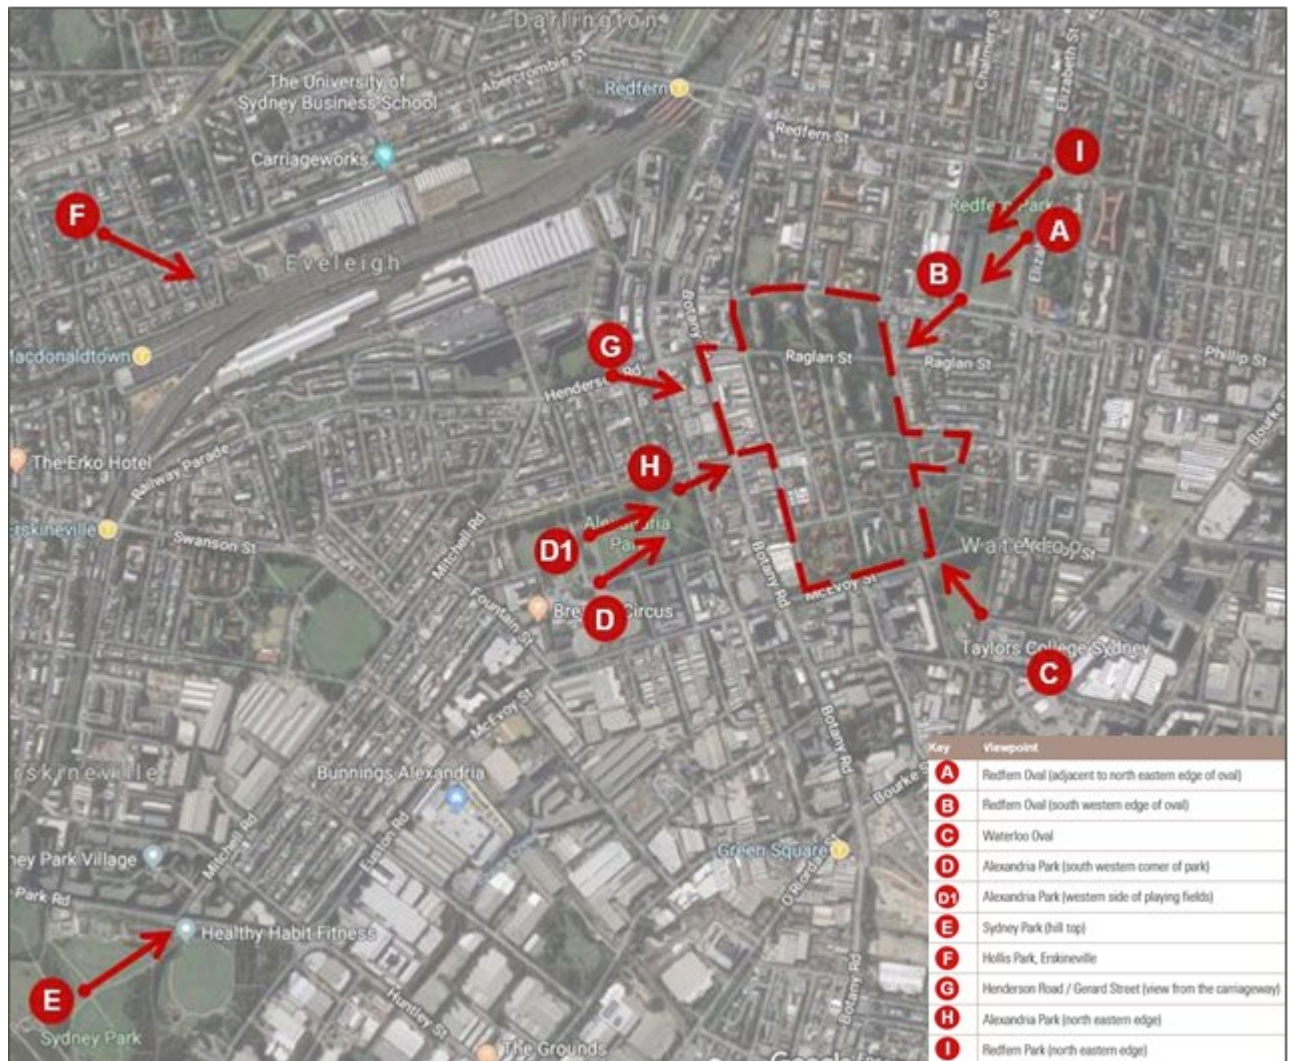 Darlington
Chalmers S
Elizabeth St
The University of
Sydney Business School
Abercrombie St
Redfern
Redfern St
Carriageworks
I
F
Redfern Park
A
Eveleigh
Eliza
B
Botany
Macdonaldtown
G
Raglan St
Raglan St
Phillip St
Henderson Rd
Bourke S
The Erko Hotel
Railway Parade
H
Erskineville
Swanson St
Mitchell Rd
Alexandria
Park
D1
Waterloo
Botany Rd
McEvoy St
Fountain St
D
Circus
Taylors College Sydney
C
McEvoy St
Botany Rd
Erskineville
Bunnings Alexandria
Bourke
Mitchell Rd
Euston Rd
ney Park Village
Green Square
O'Riordan St
Park Rd
Healthy Habit Fitness
E
Botany Rd
Huntley St
Sydney Park
The Grounds
Key Viewpoint
A Redfern Oval (adjacent to north eastern edge of oval)
B Redfern Oval (south western edge of oval)
C Waterloo Oval
D Alexandria Park (south western corner of park)
D1 Alexandria Park (western side of playing fields)
E Sydney Park (hill top)
F Hollis Park, Erskineville
G Henderson Road / Gerard Street (view from the carriageway)
H Alexandria Park (north eastern edge)
I Redfern Park (north eastern edge)